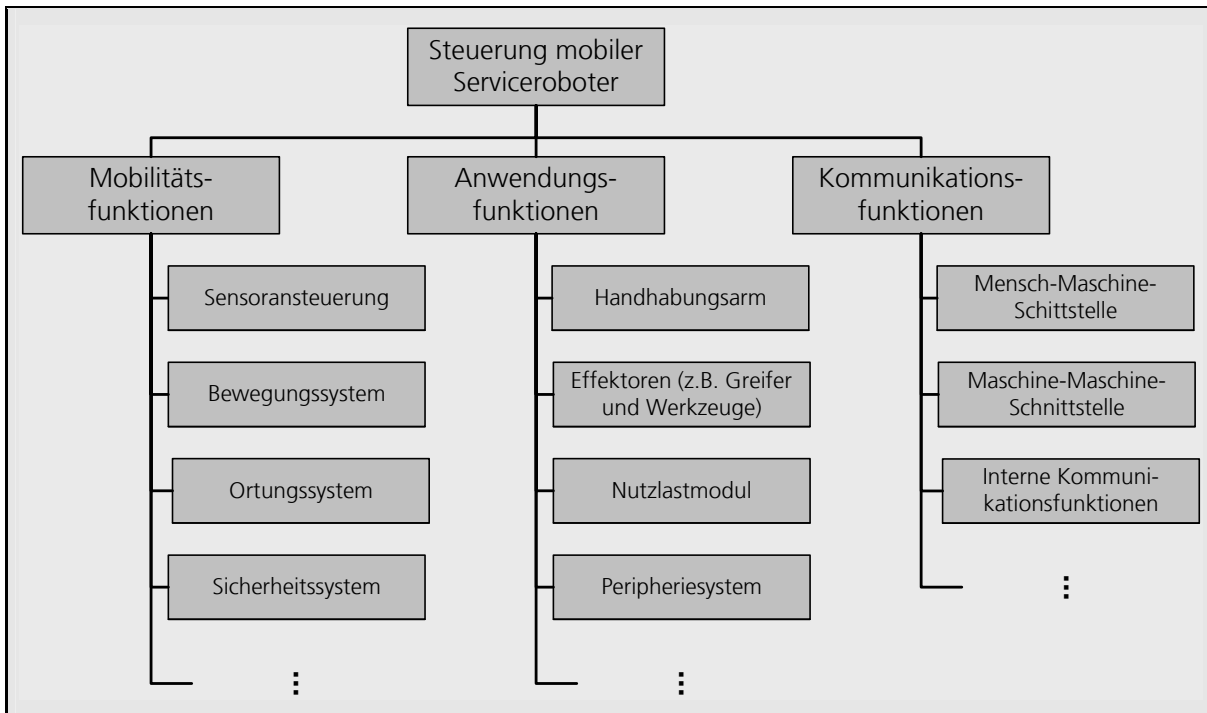 Steuerung mobiler
Serviceroboter
Mobilitäts-
funktionen
Sensoransteuerung
Bewegungssystem
Ortungssystem
Sicherheitssystem
Anwendungs-
funktionen
Handhabungsarm
Effektoren (z.B. Greifer
und Werkzeuge)
Nutzlastmodul
Peripheriesystem
Kommunikations-
funktionen
Mensch-Maschine-
Schittstelle
Maschine-Maschine-
Schnittstelle
Interne Kommuni-
kationsfunktionen